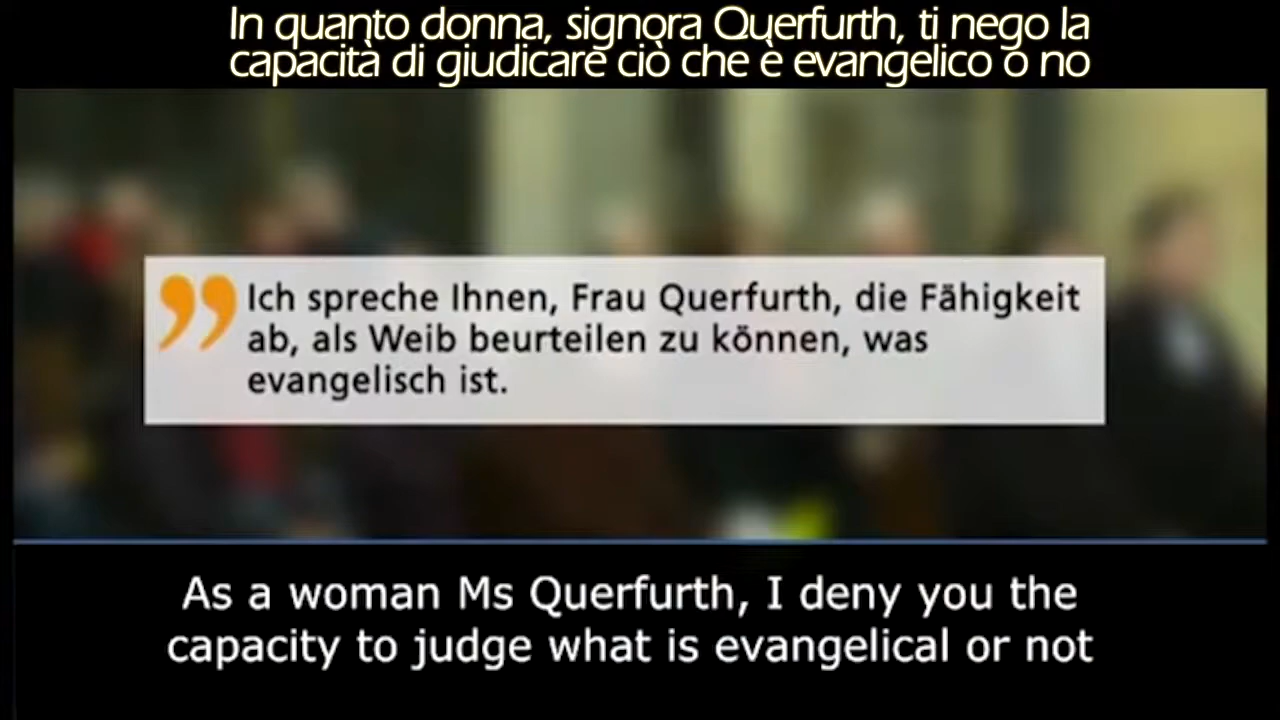 In quanto donna, signora Querfurth, ti nego la
capacità di giudicare ciò che è evangelico o no
Ich spreche Ihnen, Frau Querfurth, die Fähigkeit
ab, als Weib beurteilen zu können, was
evangelisch ist.
As a woman Ms Querfurth, I deny you the
capacity to judge what is evangelical or not